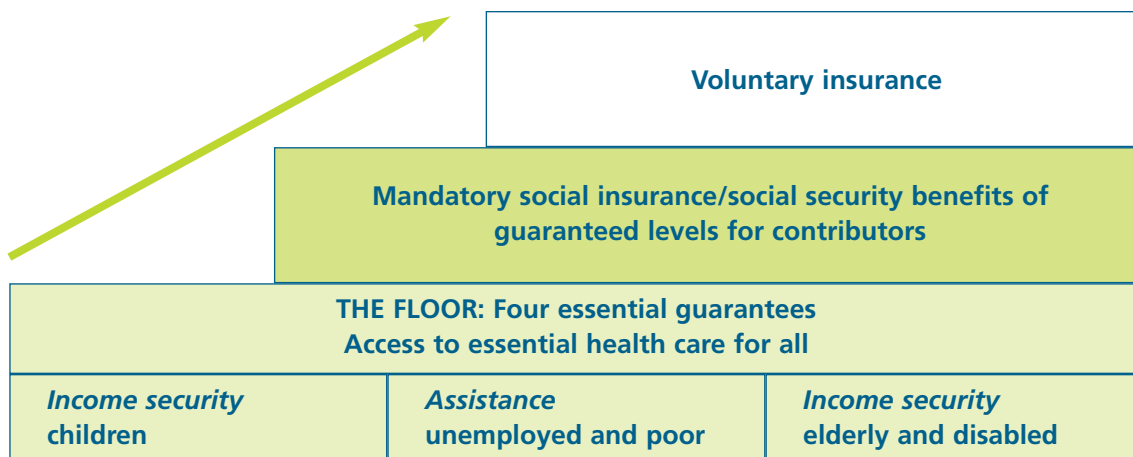 Voluntary insurance
Mandatory social insurance/social security benefits of
guaranteed levels for contributors
THE FLOOR: Four essential guarantees
Access to essential health care for all
Income security
children
Assistance
unemployed and poor
Income security
elderly and disabled